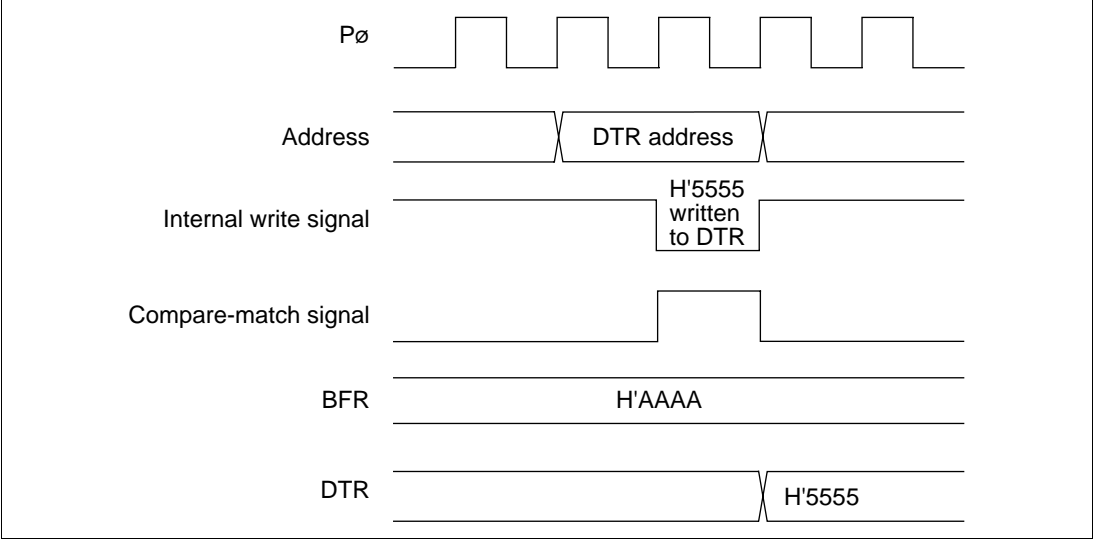 Pø
Address
DTR address
Internal write signal
H'5555
written
to DTR
Compare-match signal
BFR
H'AAAA
DTR
H'5555